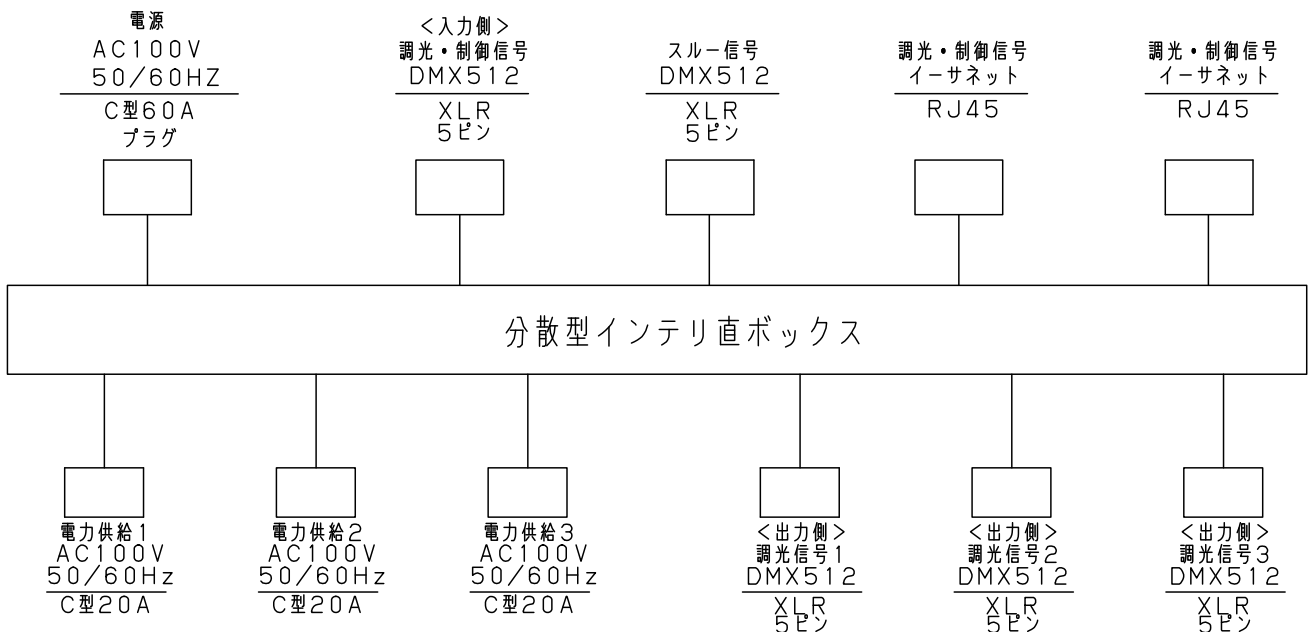 電源
AC100V
50/60HZ
C型60A
プラグ
<入力側>
調光・制御信号
DMX512
XLR
5ピン
スルー信号
DMX512
XLR
5ピン
調光・制御信号
イーサネット
RJ45
調光・制御信号
イーサネット
RJ45
分散型インテリ直ボックス
電力供給1
AC100V
50/60Hz
C型20A
電力供給2
AC100V
50/60Hz
C型20A
電力供給3
AC100V
50/60Hz
C型20A
<出力側>
調光信号1
DMX512
XLR
5ピン
<出力側>
調光信号2
DMX512
XLR
5ピン
<出力側>
調光信号3
DMX512
XLR
5ピン